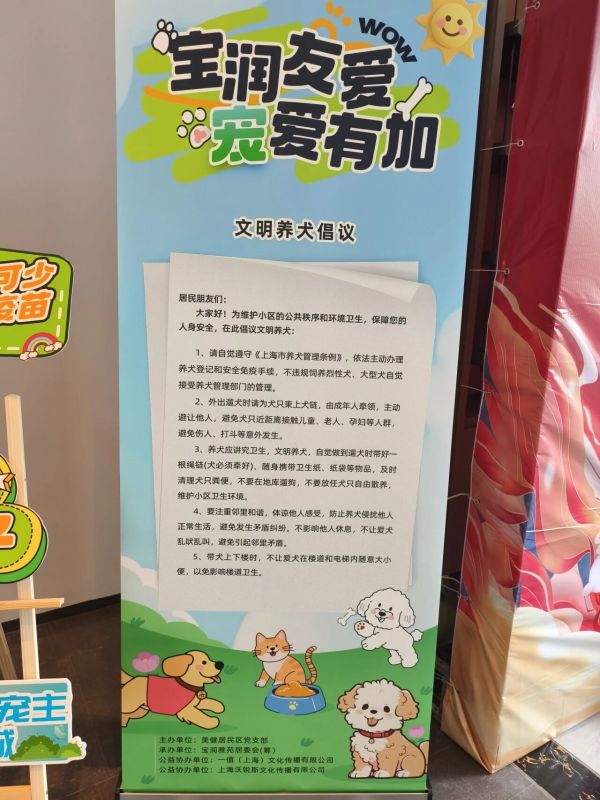 WOW
宝润友爱
宠爱有加
文明养犬倡议
居民朋友们：
大家好！为维护小区的公共秩序和环境卫生，保障您的
人身安全，在此倡议文明养犬：
1、请自觉遵守《上海市养犬管理条例》，依法主动办理
养犬登记和安全免疫手续，不违规饲养烈性犬、大型犬自觉
接受养犬管理部门的管理。
2、外出遛犬时请为犬只束上犬链，由成年人牵领，主动
避让他人，避免犬只近距离接触儿童、老人、孕妇等人群，
避免伤人、打斗等意外发生。
3、养犬应讲究卫生，文明养犬，自觉做到遛犬时带好一
根绳链(犬必须牵好)、随身携带卫生纸、纸袋等物品，及时
清理犬只粪便，不要在地库遛狗，不要放任犬只自由散养，
维护小区卫生环境。
4、要注重邻里和谐，体谅他人感受，防止养犬侵扰他人
正常生活，避免发生矛盾纠纷。不影响他人休息，不让爱犬
乱吠乱叫，避免引起邻里矛盾。
5、带犬上下楼时，不让爱犬在楼道和电梯内随意大小
便，以免影响楼道卫生。
主办单位：美健居民区党支部
承办单位：宝润雅苑居委会(筹)
公益协办单位：一值（上海）文化传播有限公司
公益协办单位：上海沃锐斯文化传播有限公司
可少
疫苗
宠主
城